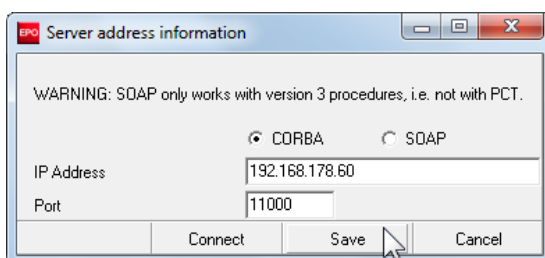 EPO Server address information
WARNING: SOAP only works with version 3 procedures, i.e. not with PCT.
CORBA SOAP
IP Address 192.168.178.60
Port 11000
Connect Save Cancel